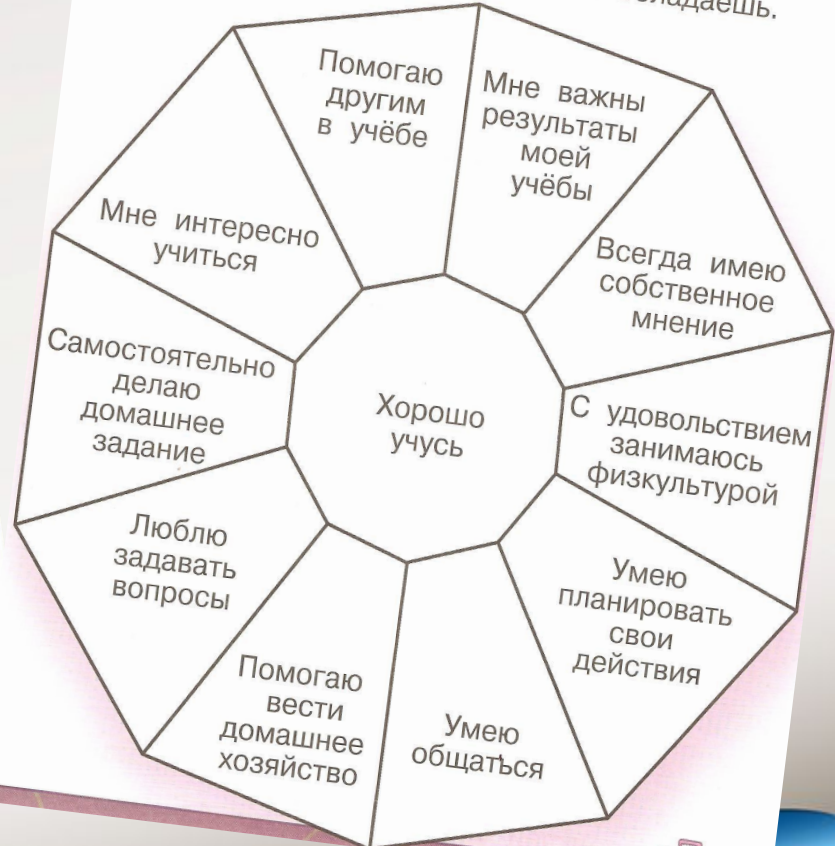 Помогаю
другим
в учёбе
Мне важны
результаты
моей
учёбы
Всегда имею
собственное
мнение
С удовольствием
занимаюсь
физкультурой
Умею
планировать
свои
действия
Умею
общаться
Помогаю
вести
домашнее
хозяйство
Люблю
задавать
вопросы
Самостоятельно
делаю
домашнее
задание
Мне интересно
учиться
Хорошо
учусь